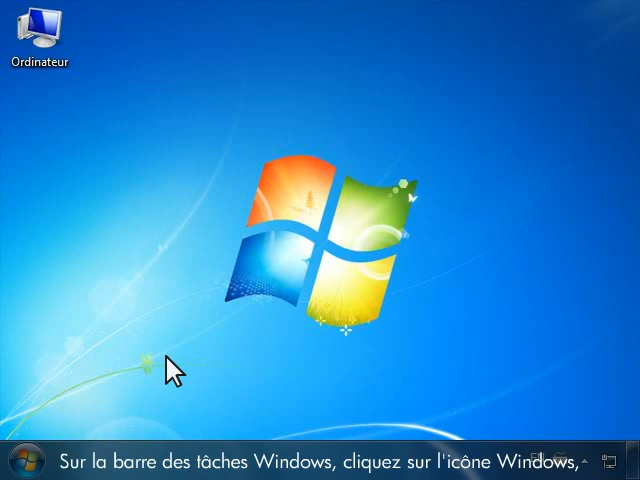 Ordinateur
Sur la barre des tâches Windows, cliquez sur l'icône Windows,